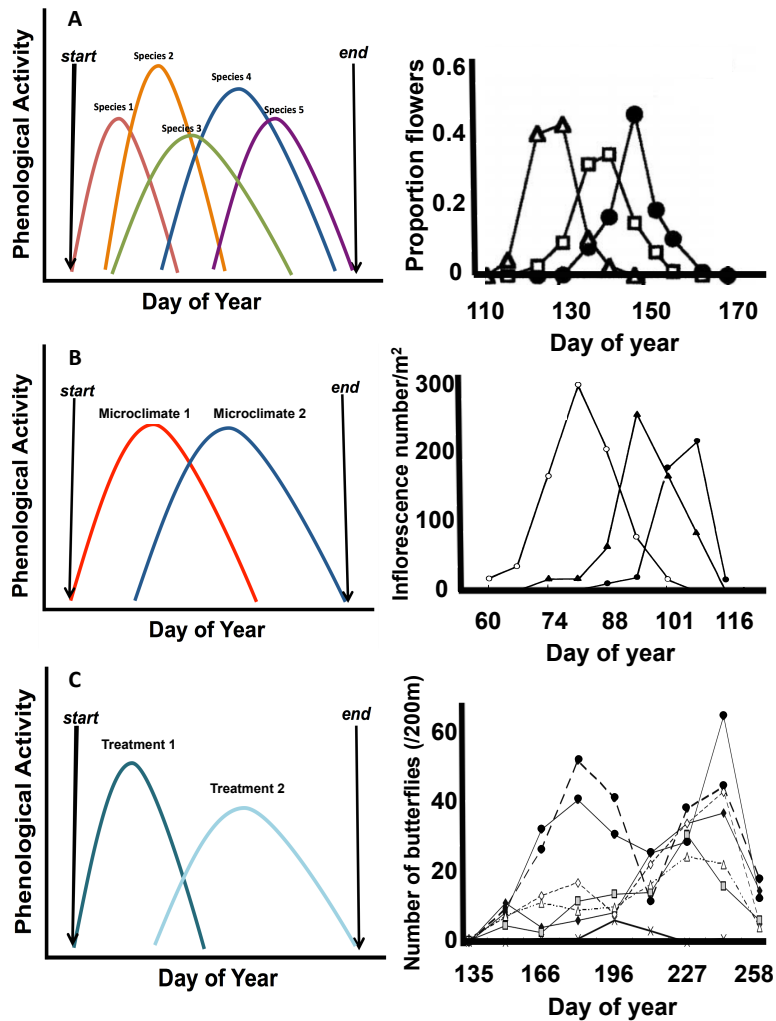 A
start
end
Species 1
Species 2
Species 3
Species 4
Species 5
Phenological Activity
Day of Year
Proportion flowers
0.6
0.4
0.2
0
110 130 150 170
Day of year
B
start
end
Microclimate 1
Microclimate 2
Phenological Activity
Day of Year
Inflorescence number/m²
300
200
100
0
60 74 88 101 116
Day of year
C
start
end
Treatment 1
Treatment 2
Phenological Activity
Day of Year
Number of butterflies (/200m)
60
40
20
0
135 166 196 227 258
Day of year